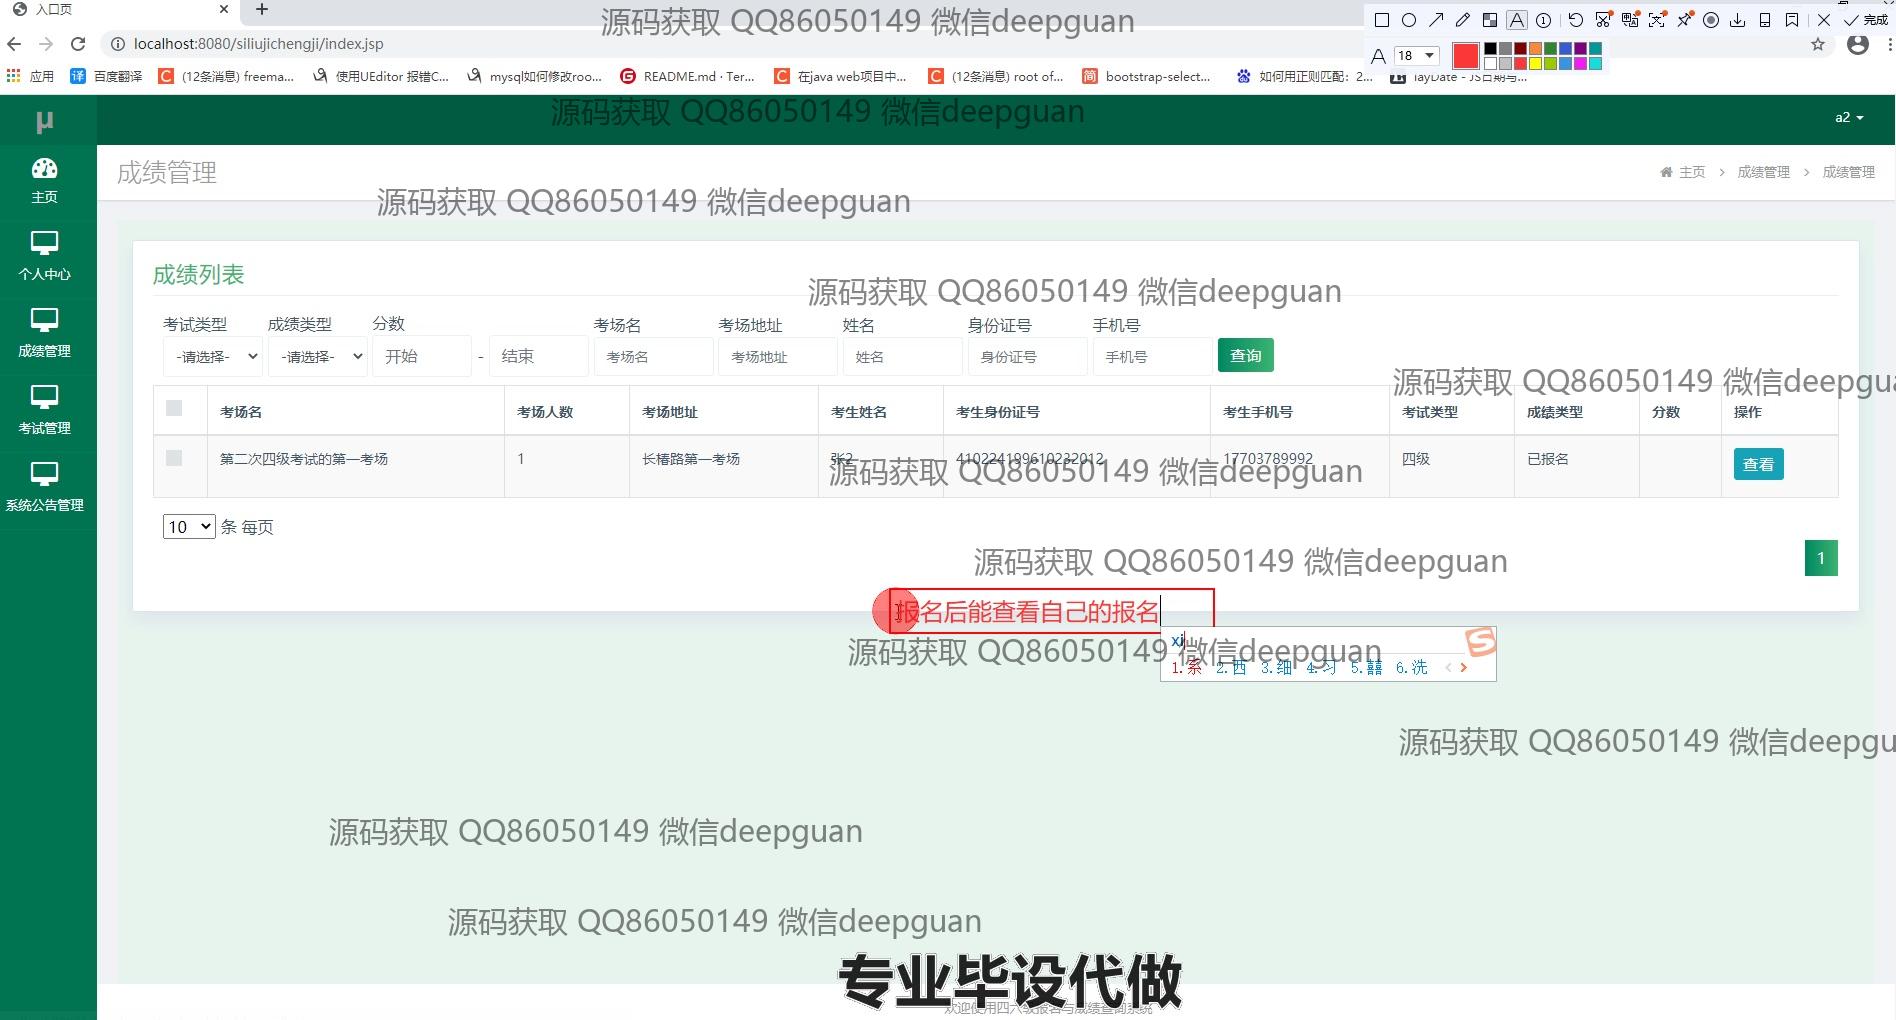 入口页
源码获取 QQ86050149 微信deepguan
完成
localhost:8080/siliujichengji/index.jsp
A 18
应用 百度翻译 (12条消息) freema... 使用UEditor 报错C... mysql如何修改roo... README.md · Ter... 在java web项目中... (12条消息) root of... bootstrap-select... 如何用正则匹配：2... layDate - JS日期与...
源码获取 QQ86050149 微信deepguan
μ
a2
主页
成绩管理
主页 > 成绩管理 > 成绩管理
源码获取 QQ86050149 微信deepguan
个人中心
成绩列表
源码获取 QQ86050149 微信deepguan
考试类型 成绩类型 分数 考场名 考场地址 姓名 身份证号 手机号
-请选择- -请选择- 开始 - 结束 考场名 考场地址 姓名 身份证号 手机号 查询
成绩管理
源码获取 QQ86050149 微信deepgua
考场名 考场人数 考场地址 考生姓名 考生身份证号 考生手机号 考试类型 成绩类型 分数 操作
考试管理
第二次四级考试的第一考场 1 长椿路第一考场 张2 410224199610232012 17703789992 四级 已报名 查看
源码获取 QQ86050149 微信deepguan
系统公告管理
10 条 每页
源码获取 QQ86050149 微信deepguan
1
报名后能查看自己的报名
xi
源码获取 QQ86050149 微信deepguan
1.系 2.西 3.细 4.习 5.囍 6.洗
源码获取 QQ86050149 微信deepgu
源码获取 QQ86050149 微信deepguan
源码获取 QQ86050149 微信deepguan
专业毕设代做
欢迎使用四六级报名与成绩查询系统